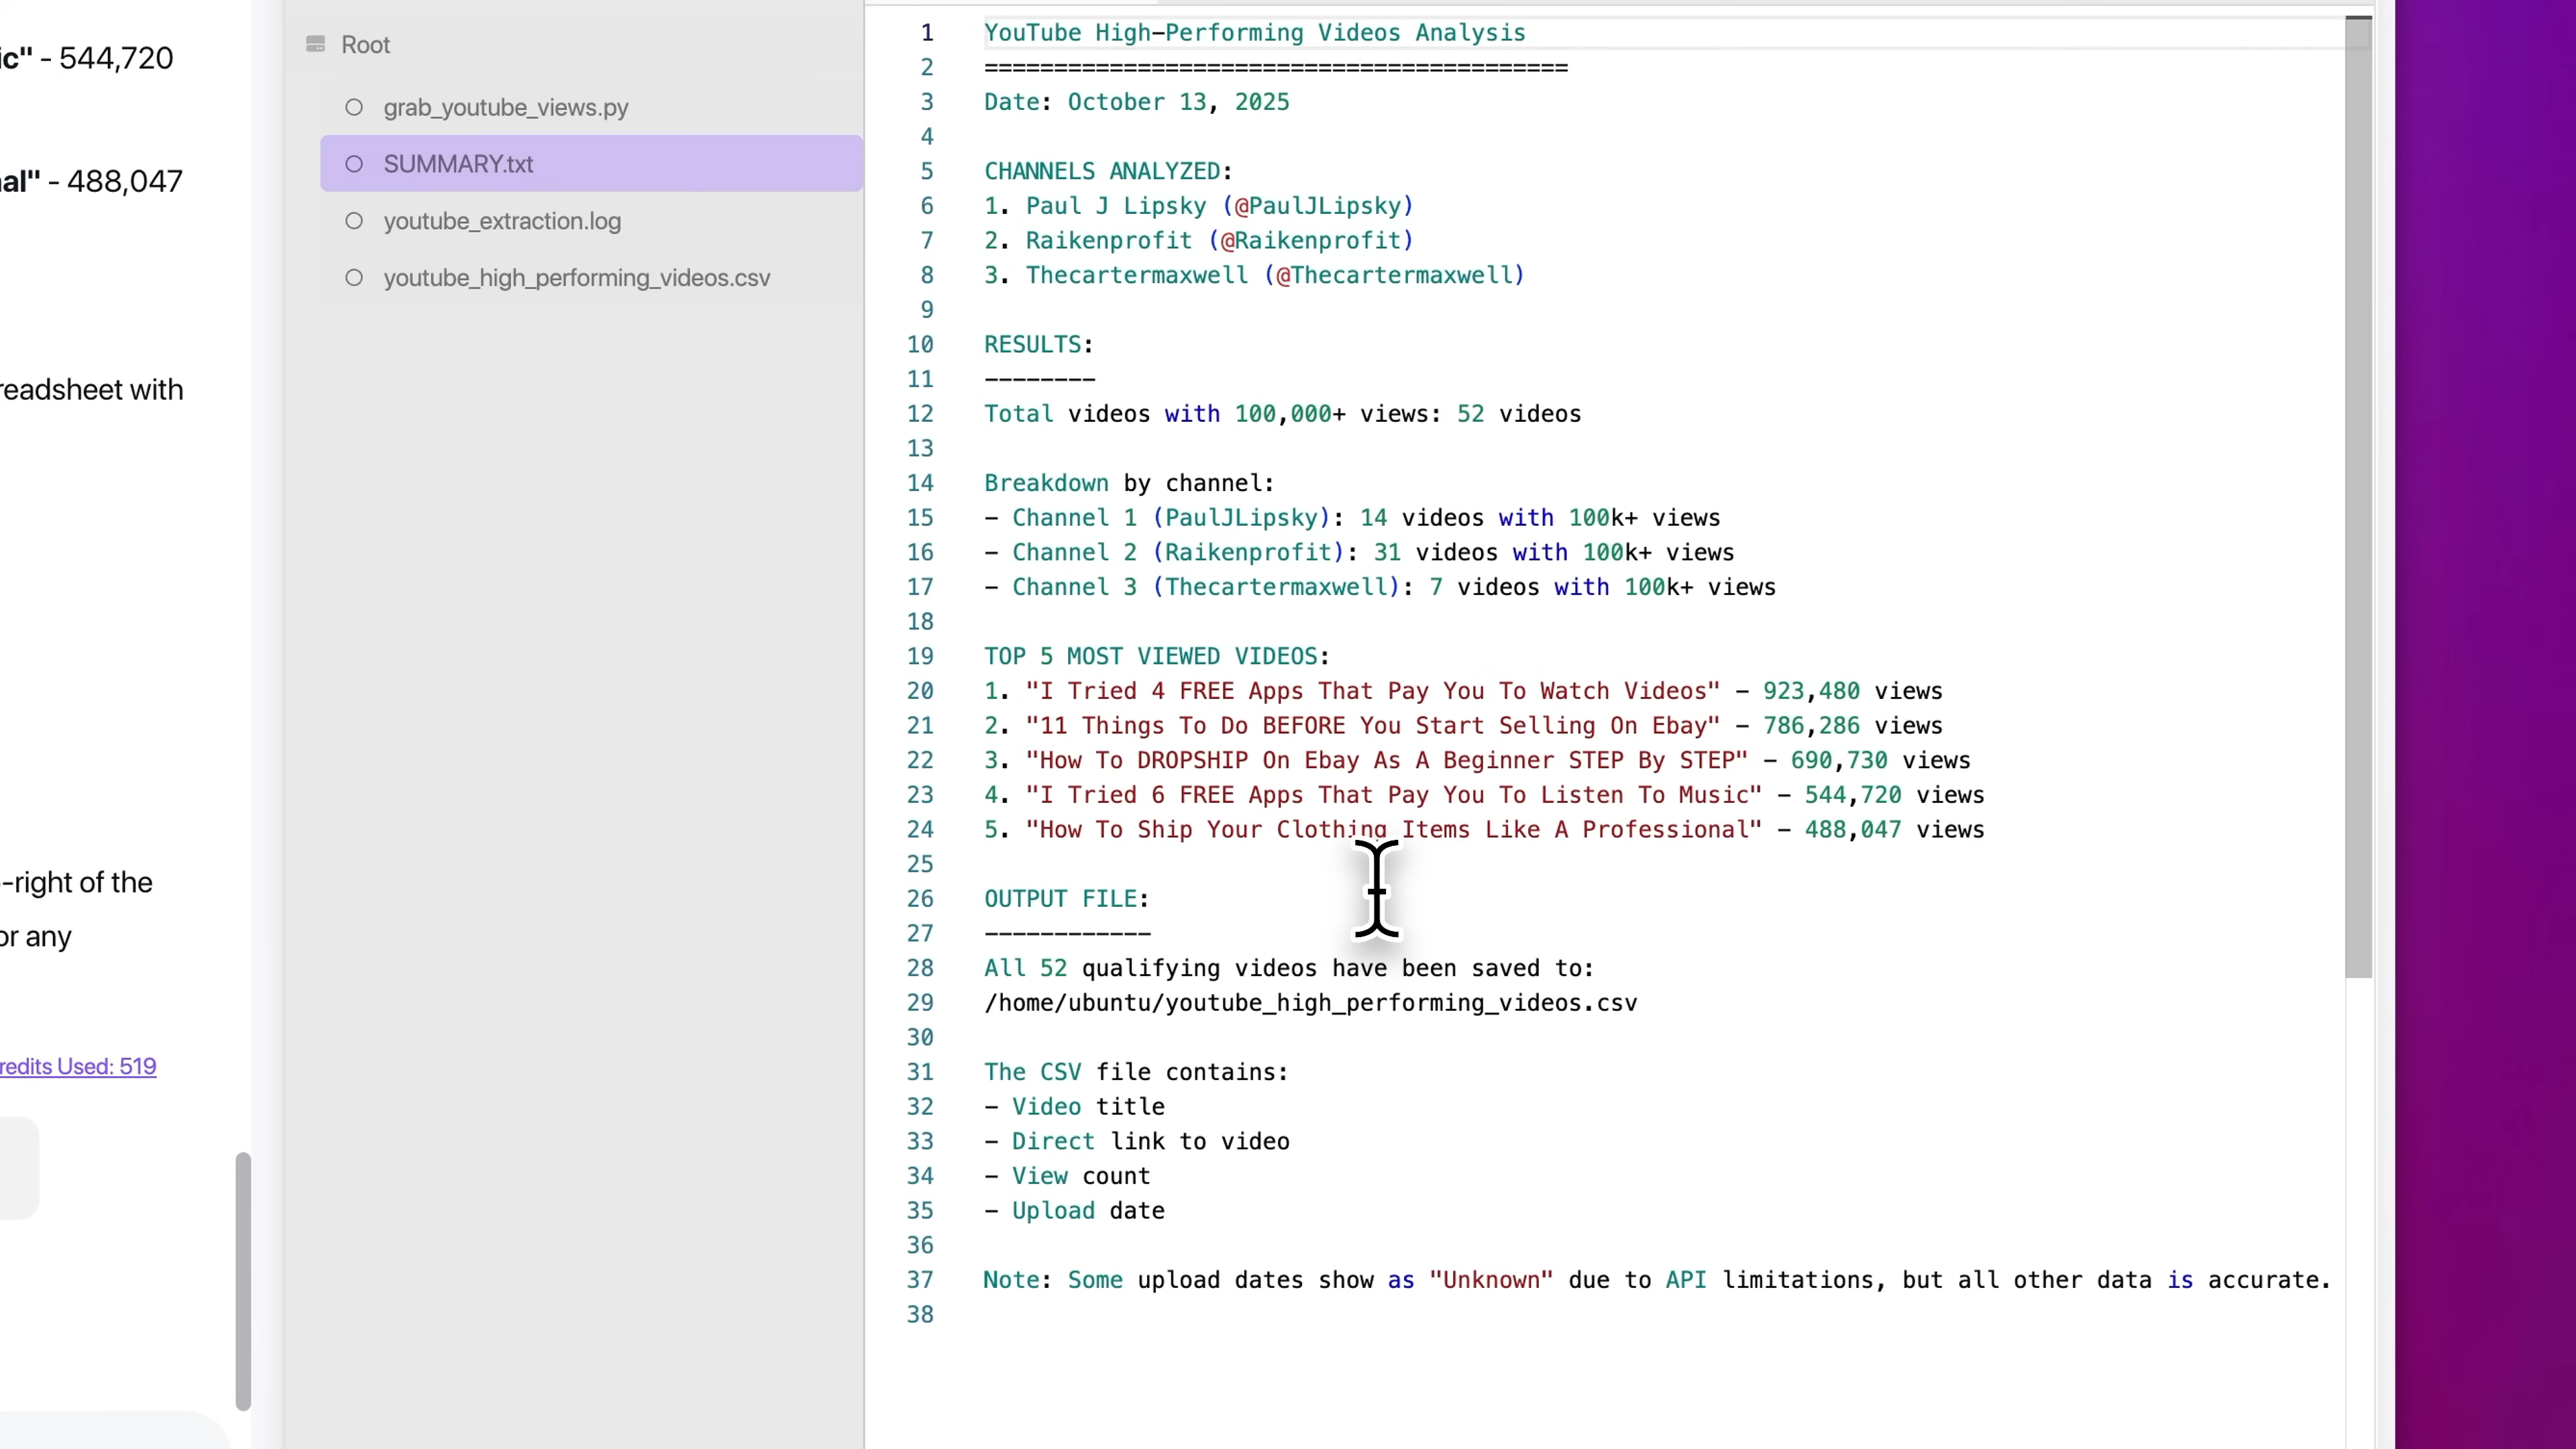 ic" - 544,720
al" - 488,047
readsheet with
-right of the
or any
redits Used: 519
Root
grab_youtube_views.py
SUMMARY.txt
youtube_extraction.log
youtube_high_performing_videos.csv
1 YouTube High-Performing Videos Analysis
2 ==========================================
3 Date: October 13, 2025
4
5 CHANNELS ANALYZED:
6 1. Paul J Lipsky (@PaulJLipsky)
7 2. Raikenprofit (@Raikenprofit)
8 3. Thecartermaxwell (@Thecartermaxwell)
9
10 RESULTS:
11 --------
12 Total videos with 100,000+ views: 52 videos
13
14 Breakdown by channel:
15 - Channel 1 (PaulJLipsky): 14 videos with 100k+ views
16 - Channel 2 (Raikenprofit): 31 videos with 100k+ views
17 - Channel 3 (Thecartermaxwell): 7 videos with 100k+ views
18
19 TOP 5 MOST VIEWED VIDEOS:
20 1. "I Tried 4 FREE Apps That Pay You To Watch Videos" - 923,480 views
21 2. "11 Things To Do BEFORE You Start Selling On Ebay" - 786,286 views
22 3. "How To DROPSHIP On Ebay As A Beginner STEP By STEP" - 690,730 views
23 4. "I Tried 6 FREE Apps That Pay You To Listen To Music" - 544,720 views
24 5. "How To Ship Your Clothing Items Like A Professional" - 488,047 views
25
26 OUTPUT FILE:
27 ------------
28 All 52 qualifying videos have been saved to:
29 /home/ubuntu/youtube_high_performing_videos.csv
30
31 The CSV file contains:
32 - Video title
33 - Direct link to video
34 - View count
35 - Upload date
36
37 Note: Some upload dates show as "Unknown" due to API limitations, but all other data is accurate.
38